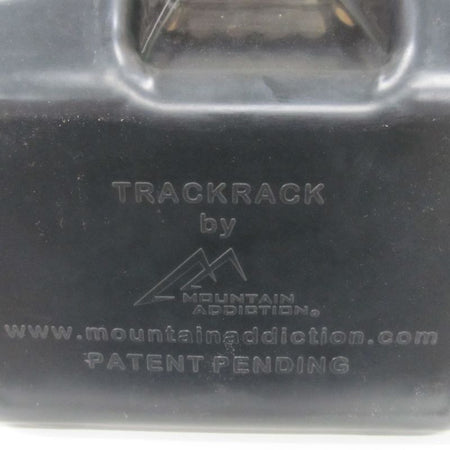 TRACKRACK
by
MOUNTAIN
ADDICTION®
www.mountainaddiction.com
PATENT PENDING